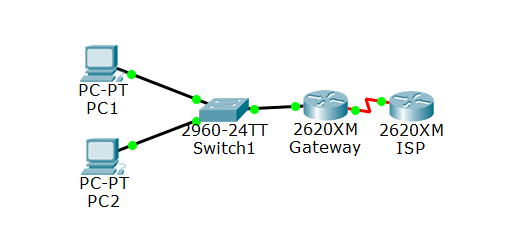 PC-PT
PC1
PC-PT
PC2
2960-24TT
Switch1
2620XM
Gateway
2620XM
ISP